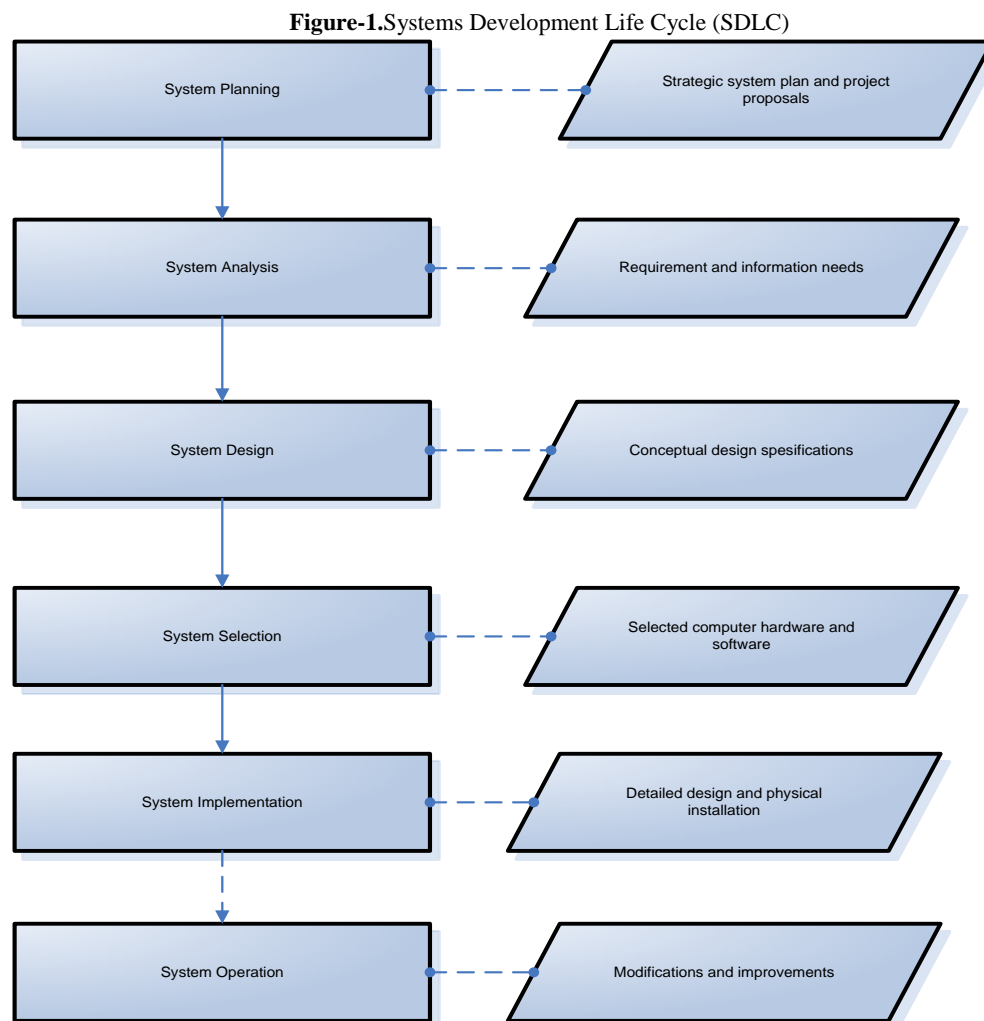 Figure-1.Systems Development Life Cycle (SDLC)
System Planning
Strategic system plan and project
proposals
System Analysis
Requirement and information needs
System Design
Conceptual design spesifications
System Selection
Selected computer hardware and
software
System Implementation
Detailed design and physical
installation
System Operation
Modifications and improvements